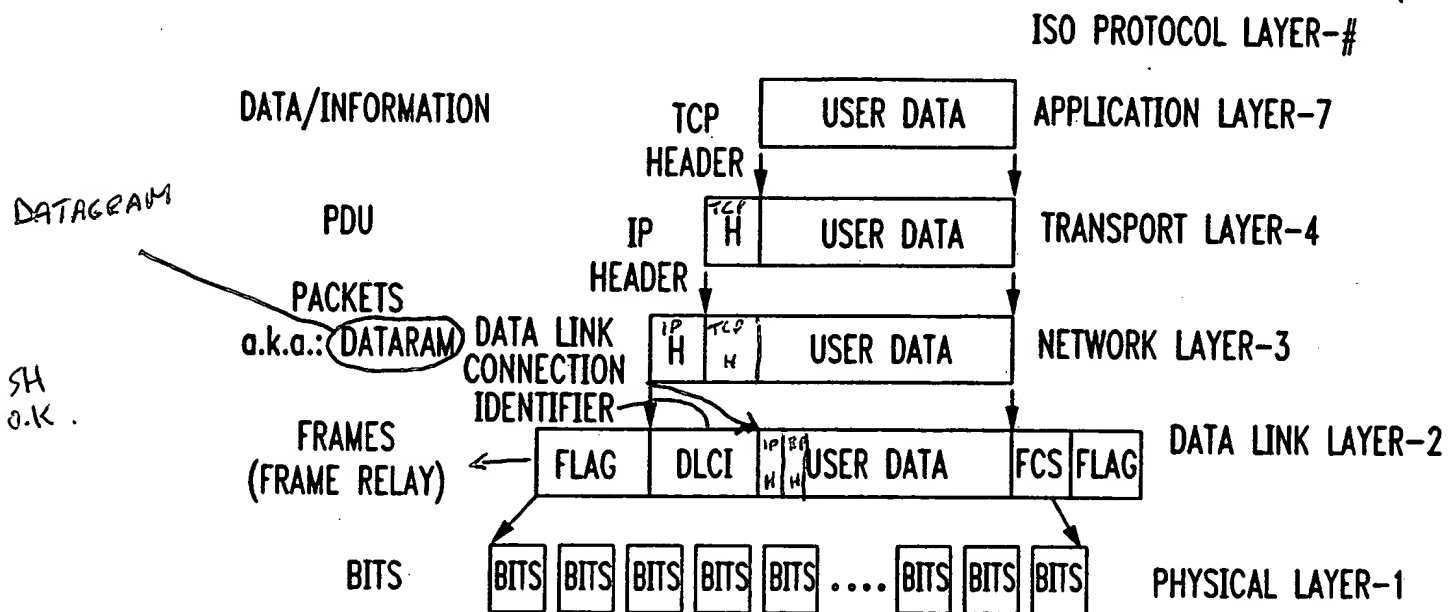 ISO PROTOCOL LAYER-#
DATA/INFORMATION
TCP
HEADER
USER DATA
APPLICATION LAYER-7
DATAGRAM
PDU
IP
HEADER
TCP
H
USER DATA
TRANSPORT LAYER-4
PACKETS
a.k.a.: DATARAM
DATA LINK
CONNECTION
IDENTIFIER
IP
H
TCP
H
USER DATA
NETWORK LAYER-3
SH
O.K.
FRAMES
(FRAME RELAY)
FLAG
DLCI
IP
H
H
USER DATA
FCS
FLAG
DATA LINK LAYER-2
BITS
BITS BITS BITS BITS BITS .... BITS BITS BITS
PHYSICAL LAYER-1